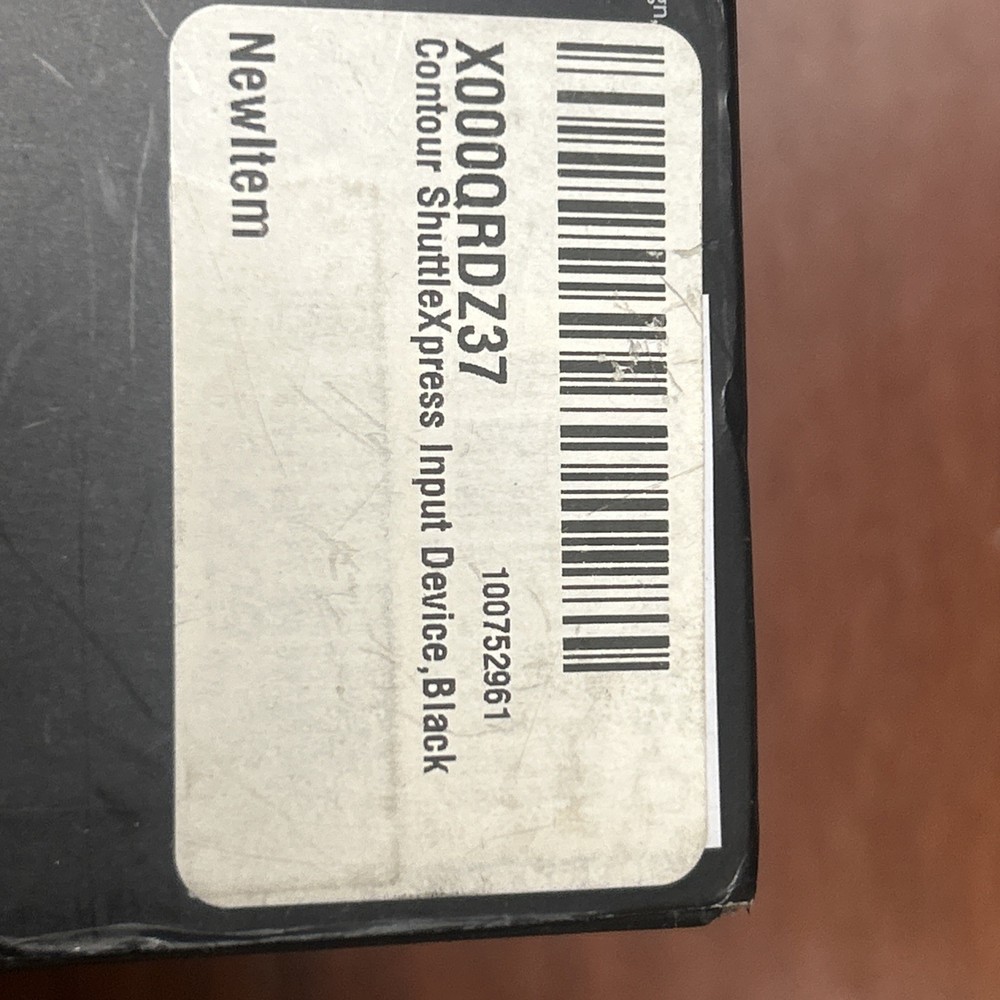 X000QRDZ37
100752961
Contour ShuttleXpress Input Device,Black
NewItem